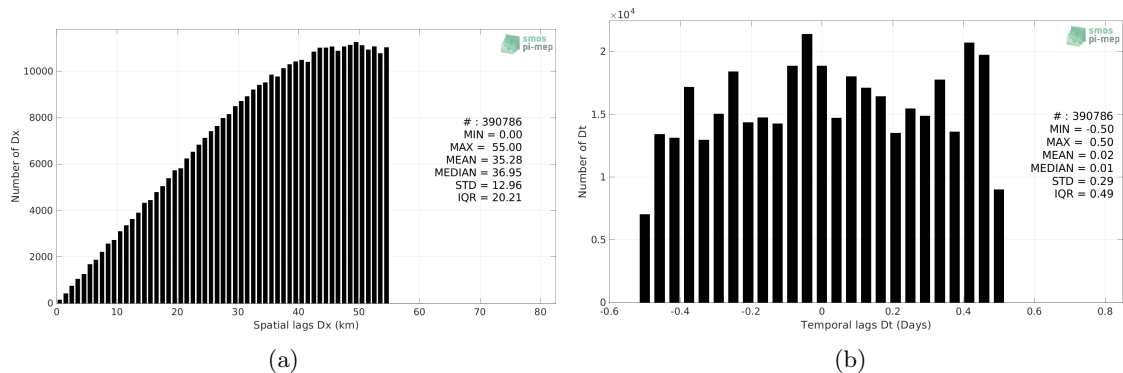 smos
pi-mep
10000
8000
6000
4000
2000
0
Number of Dx
# : 390786
MIN = 0.00
MAX = 55.00
MEAN = 35.28
MEDIAN = 36.95
STD = 12.96
IQR = 20.21
0 10 20 30 40 50 60 70 80
Spatial lags Dx (km)
(a)
×10⁴
smos
pi-mep
2
1.5
1
0.5
0
Number of Dt
# : 390786
MIN = -0.50
MAX = 0.50
MEAN = 0.02
MEDIAN = 0.01
STD = 0.29
IQR = 0.49
-0.6 -0.4 -0.2 0 0.2 0.4 0.6 0.8
Temporal lags Dt (Days)
(b)